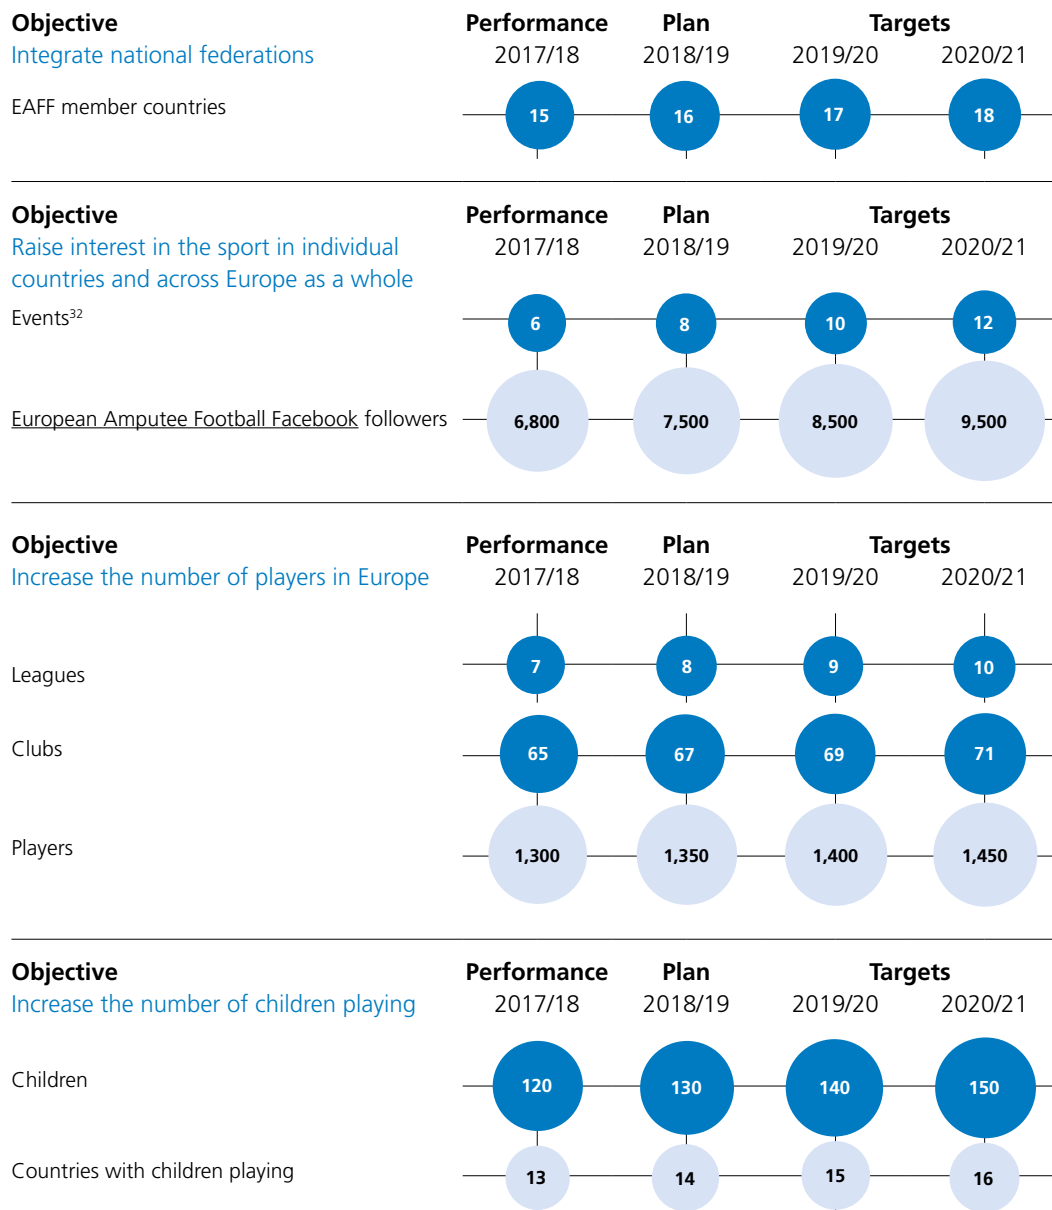 Objective Performance Plan Targets
Integrate national federations 2017/18 2018/19 2019/20 2020/21
EAFF member countries 15 16 17 18
Objective Performance Plan Targets
Raise interest in the sport in individual 2017/18 2018/19 2019/20 2020/21
countries and across Europe as a whole
Events32 6 8 10 12
European Amputee Football Facebook followers 6,800 7,500 8,500 9,500
Objective Performance Plan Targets
Increase the number of players in Europe 2017/18 2018/19 2019/20 2020/21
Leagues 7 8 9 10
Clubs 65 67 69 71
Players 1,300 1,350 1,400 1,450
Objective Performance Plan Targets
Increase the number of children playing 2017/18 2018/19 2019/20 2020/21
Children 120 130 140 150
Countries with children playing 13 14 15 16